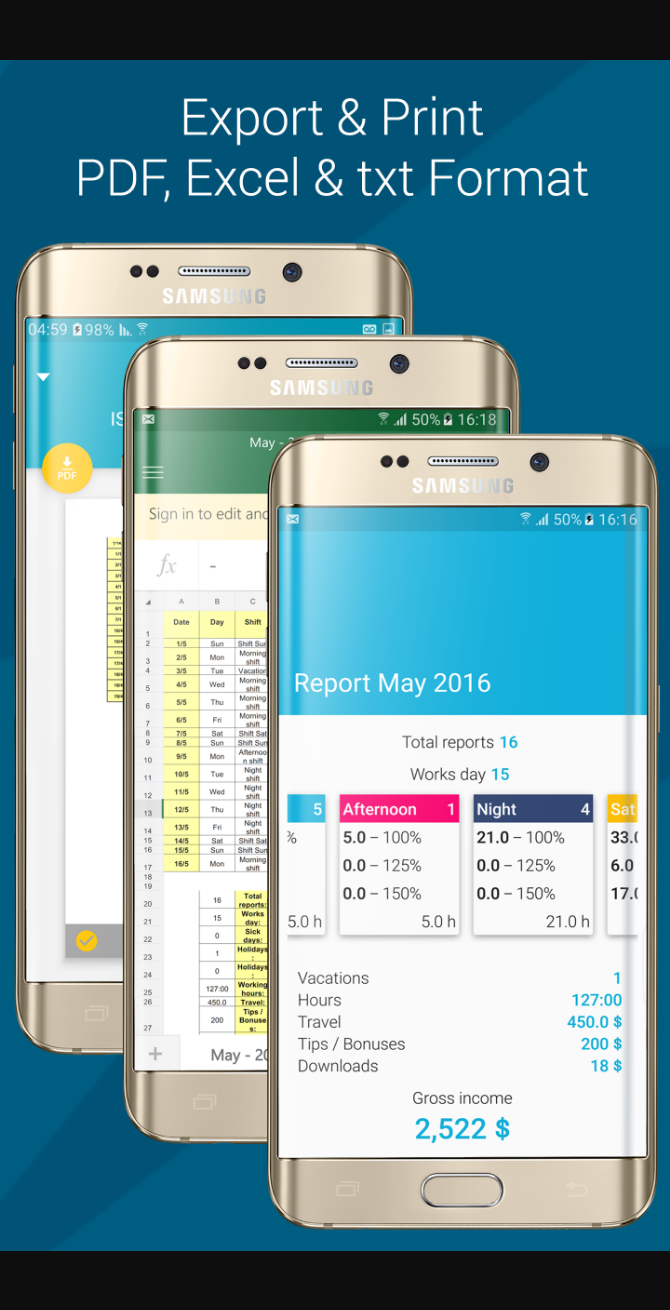 Export & Print
PDF, Excel & txt Format
SAMSUNG
04:59 98%
PDF
SAMSUNG
50% 16:18
May -
Sign in to edit and
fx -
A B C
Date Day Shift
1
2 1/5 Sun Shift Sun
3 2/5 Mon Morning shift
4 3/5 Tue Vacation
5 4/5 Wed Morning shift
6 5/5 Thu Morning shift
7 6/5 Fri Morning shift
8 7/5 Sat Shift Sat
9 8/5 Sun Shift Sun
10 9/5 Mon Afternoo n shift
11 10/5 Tue Night shift
12 11/5 Wed Night shift
13 12/5 Thu Night shift
14 13/5 Fri Night shift
15 14/5 Sat Shift Sat
16 15/5 Sun Shift Sun
17 16/5 Mon Morning shift
18
19
20 16 Total reports:
21 15 Works day:
22 0 Sick days:
23 1 Holidays :
24 0 Holidays :
25 127:00 Working hours:
26 450.0 Travel:
27 200 Tips / Bonuse s:
+ May - 20
SAMSUNG
50% 16:16
Report May 2016
Total reports 16
Works day 15
5 Afternoon 1 Night 4 Sat
% 5.0 – 100% 21.0 – 100% 33.0
0.0 – 125% 0.0 – 125% 6.0
0.0 – 150% 0.0 – 150% 17.0
5.0 h 5.0 h 21.0 h
Vacations 1
Hours 127:00
Travel 450.0 $
Tips / Bonuses 200 $
Downloads 18 $
Gross income
2,522 $